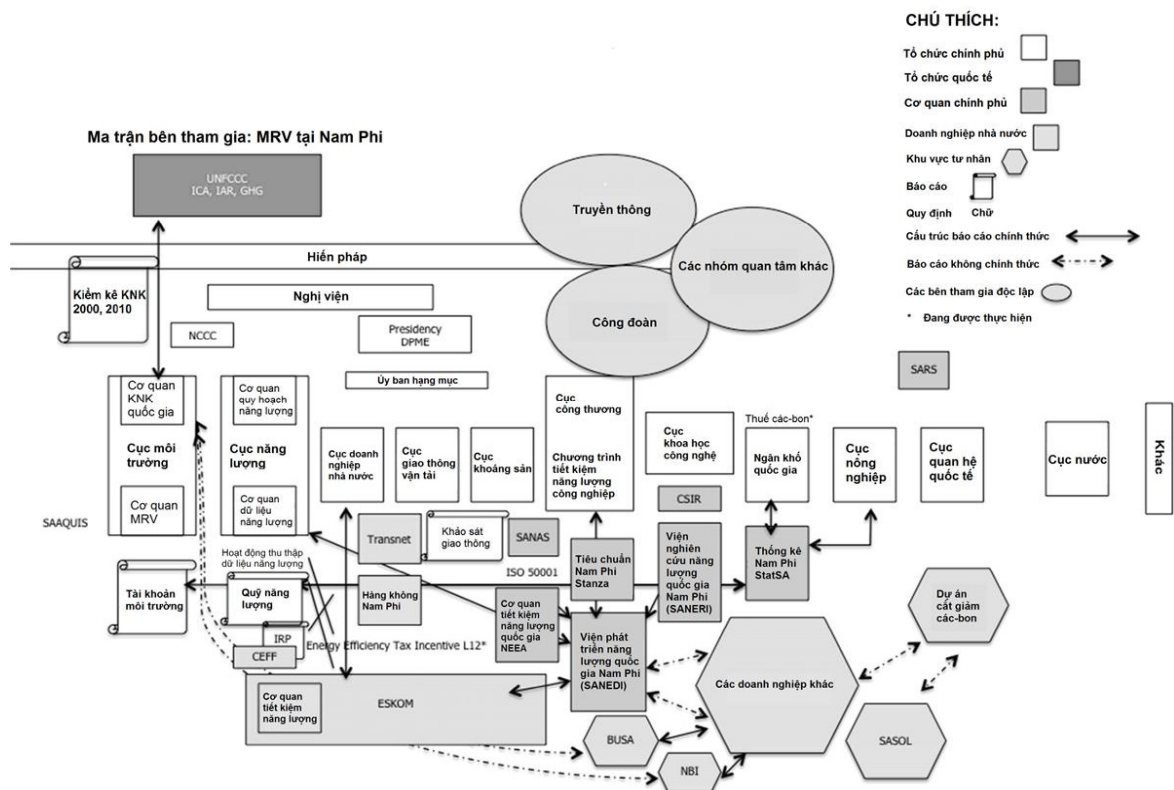 CHÚ THÍCH:
Tổ chức chính phủ
Tổ chức quốc tế
Cơ quan chính phủ
Doanh nghiệp nhà nước
Khu vực tư nhân
Báo cáo
Quy định
Chữ
Cấu trúc báo cáo chính thức
Báo cáo không chính thức
Các bên tham gia độc lập
* Đang được thực hiện
Ma trận bên tham gia: MRV tại Nam Phi
UNFCCC
ICA, IAR, GHG
Truyền thông
Các nhóm quan tâm khác
Công đoàn
Hiến pháp
Kiểm kê KNK
2000, 2010
Nghị viện
NCCC
Presidency
DPME
Ủy ban hạng mục
SARS
Cơ quan
KNK
quốc gia
Cục môi
trường
Cơ quan
MRV
Cơ quan
quy hoạch
năng lượng
Cục năng
lượng
Cơ quan
dữ liệu
năng lượng
Cục doanh
nghiệp
nhà nước
Cục
giao thông
vận tải
Cục
khoáng sản
Cục
công thương
Chương trình
tiết kiệm
năng lượng
công nghiệp
Cục
khoa học
công nghệ
Thuế các-bon*
Ngân khố
quốc gia
Cục
nông
nghiệp
Cục
quan hệ
quốc tế
Cục nước
Khác
SAAQUIS
CSIR
Transnet
Khảo sát
giao thông
SANAS
ISO 50001
Tiêu chuẩn
Nam Phi
Stanza
Viện
nghiên
cứu năng
lượng
quốc gia
Nam Phi
(SANERI)
Thống kê
Nam Phi
StatSA
Hoạt động thu thập
dữ liệu năng lượng
Tài khoản
môi trường
Quỹ năng
lượng
Hàng không
Nam Phi
IRP
CEFF
Energy Efficiency Tax Incentive L12*
Cơ quan
tiết kiệm
năng lượng
quốc gia
NEEA
Viện phát
triển năng
lượng quốc
gia Nam Phi
(SANEDI)
Các doanh nghiệp khác
Dự án
cắt giảm
các-bon
Cơ quan
tiết kiệm
năng lượng
ESKOM
BUSA
NBI
SASOL